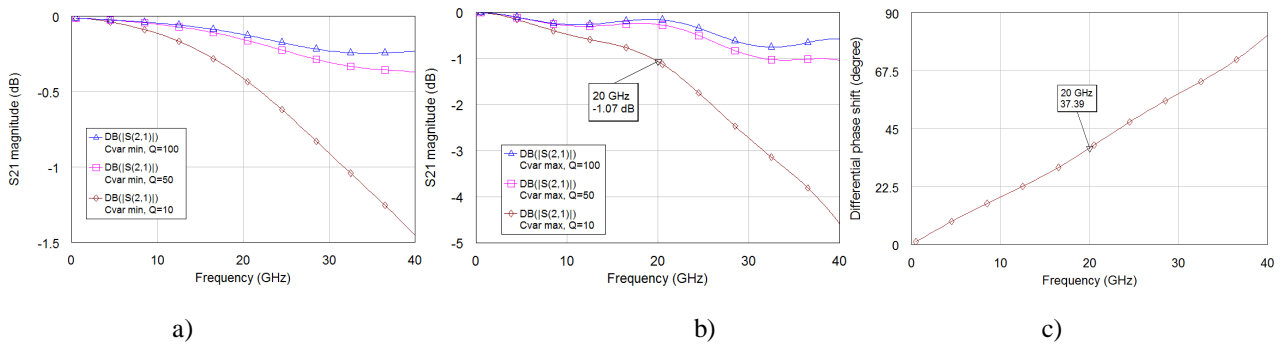 0
-0.5
-1
-1.5
S21 magnitude (dB)
DB(|S(2,1)|)
Cvar min, Q=100
DB(|S(2,1)|)
Cvar min, Q=50
DB(|S(2,1)|)
Cvar min, Q=10
0 10 20 30 40
Frequency (GHz)
a)
0
-1
-2
-3
-4
-5
S21 magnitude (dB)
20 GHz
-1.07 dB
DB(|S(2,1)|)
Cvar max, Q=100
DB(|S(2,1)|)
Cvar max, Q=50
DB(|S(2,1)|)
Cvar max, Q=10
0 10 20 30 40
Frequency (GHz)
b)
90
67.5
45
22.5
0
Differential phase shift (degree)
20 GHz
37.39
0 10 20 30 40
Frequency (GHz)
c)